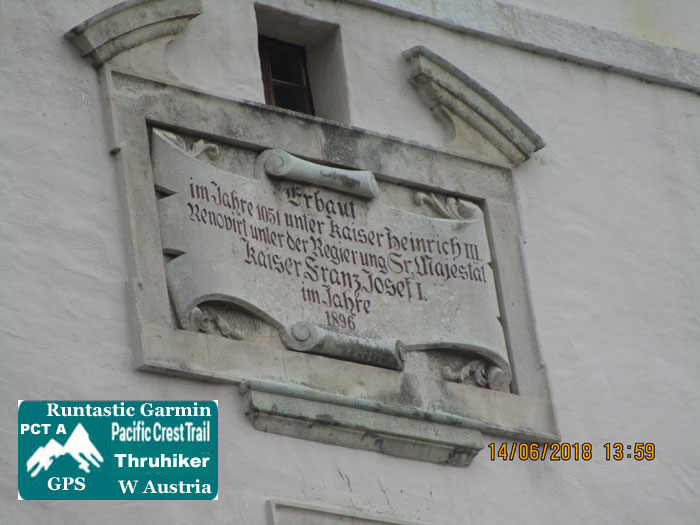 Erbaut
im Jahre 1051 unter Kaiser Heinrich III.
Renovirt unter der Regierung Sr. Majestät
Kaiser Franz Josef I.
im Jahre
1896
Runtastic Garmin
PCT A Pacific Crest Trail
Thruhiker
GPS W Austria
14/06/2018 13:59